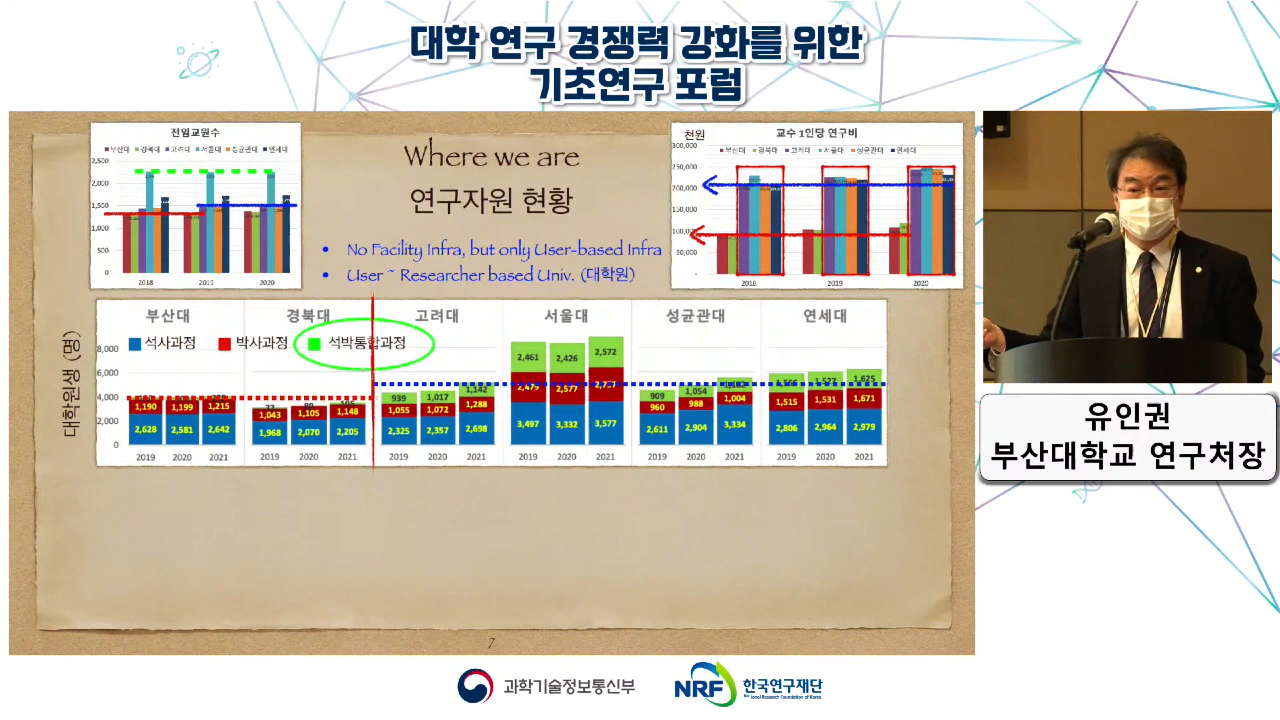 대학 연구 경쟁력 강화를 위한
기초연구 포럼
전임교원수
부산대 경북대 고려대 서울대 성균관대 연세대
2,500
2,000
1,500
1,000
500
0
2018 2020
Where we are
연구자원 현황
• No Facility Infra, but only User-based Infra
• User ~ Researcher based Univ. (대학원)
천원 교수 1인당 연구비
부산대 경북대 고려대 서울대 성균관대 연세대
300,000
250,000
200,000
150,000
100,000
50,000
2018 2019 2020
대학원생 (명)
부산대 경북대 고려대 서울대 성균관대 연세대
석사과정 박사과정 석박통합과정
8,000
6,000
4,000
2,000
0
2,461 2,426 2,572
939 1,017 1,142
909 1,054
1,527 1,625
1,190 1,199 1,215
1,043 1,105 1,148
1,055 1,072 1,288
2,479 2,577
960 988 1,004
1,515 1,531 1,671
2,628 2,581 2,642
1,968 2,070 2,205
2,325 2,357 2,698
3,497 3,332 3,577
2,611 2,904 3,334
2,806 2,964 2,979
2019 2020 2021 2019 2020 2021 2019 2020 2021 2019 2020 2021 2019 2020 2021 2019 2020 2021
7
유인권
부산대학교 연구처장
과학기술정보통신부
NRF 한국연구재단
National Research Foundation of Korea